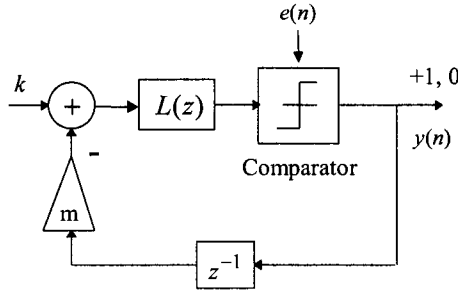 e(n)
k
+
L(z)
+1, 0
y(n)
-
Comparator
m
z⁻¹